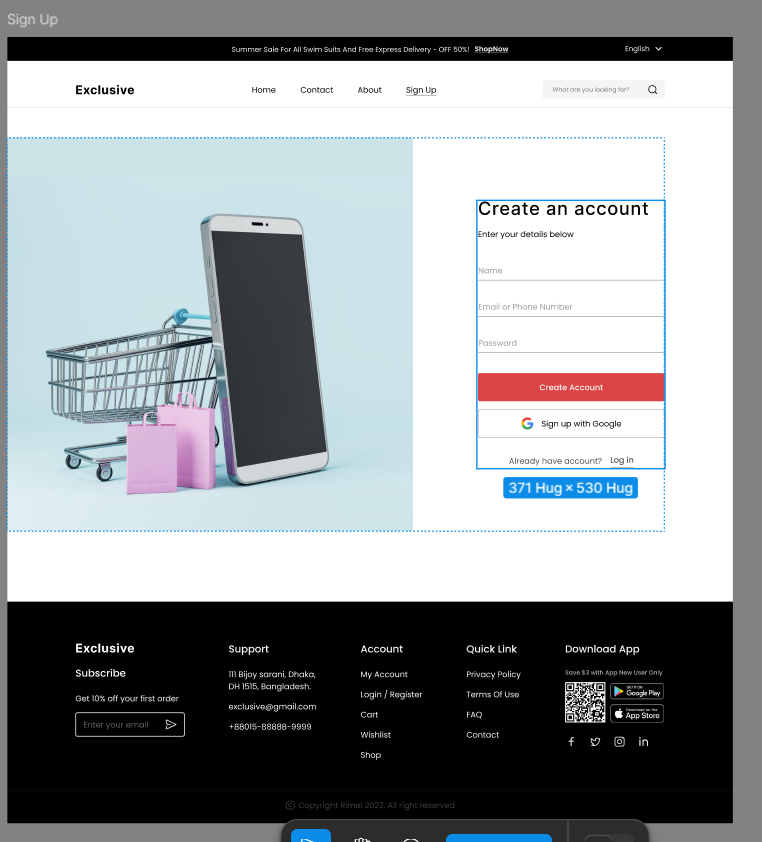 Sign Up
Summer Sale For All Swim Suits And Free Express Delivery - OFF 50%! ShopNow
English
Exclusive
Home Contact About Sign Up
What are you looking for?
Create an account
Enter your details below
Name
Email or Phone Number
Password
Create Account
Sign up with Google
Already have account? Log in
371 Hug × 530 Hug
Exclusive
Subscribe
Get 10% off your first order
Enter your email
Support
111 Bijoy sarani, Dhaka,
DH 1515, Bangladesh.
exclusive@gmail.com
+88015-88888-9999
Account
My Account
Login / Register
Cart
Wishlist
Shop
Quick Link
Privacy Policy
Terms Of Use
FAQ
Contact
Download App
Save $3 with App New User Only
GET IT ON
Google Play
Download on the
App Store
© Copyright Rimel 2022. All right reserved